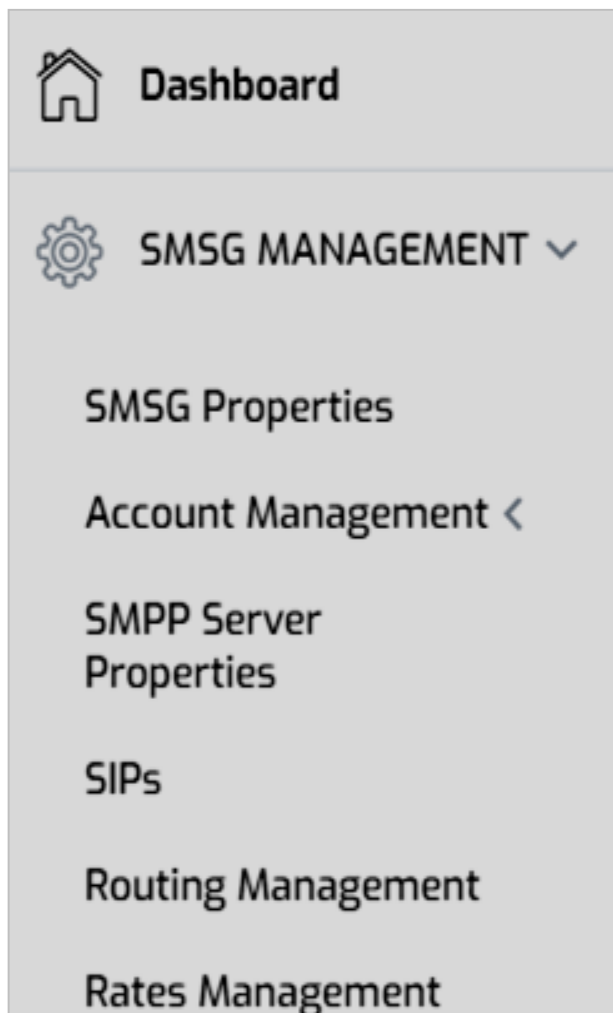 Dashboard
SMSG MANAGEMENT
SMSG Properties
Account Management
SMPP Server
Properties
SIPs
Routing Management
Rates Management